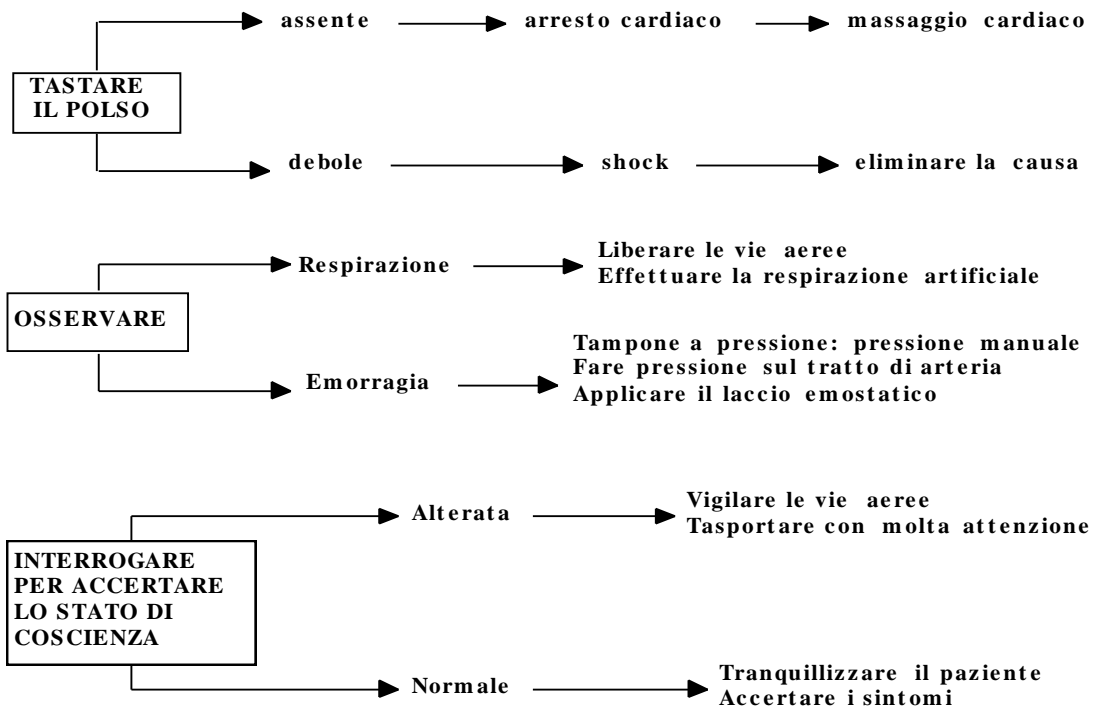 assente arresto cardiaco massaggio cardiaco
TASTARE
IL POLSO
debole shock eliminare la causa
Respirazione
Liberare le vie aeree
Effettuare la respirazione artificiale
OSSERVARE
Emorragia
Tampone a pressione: pressione manuale
Fare pressione sul tratto di arteria
Applicare il laccio emostatico
Alterata
Vigilare le vie aeree
Tasportare con molta attenzione
INTERROGARE
PER ACCERTARE
LO STATO DI
COSCIENZA
Normale
Tranquillizzare il paziente
Accertare i sintomi